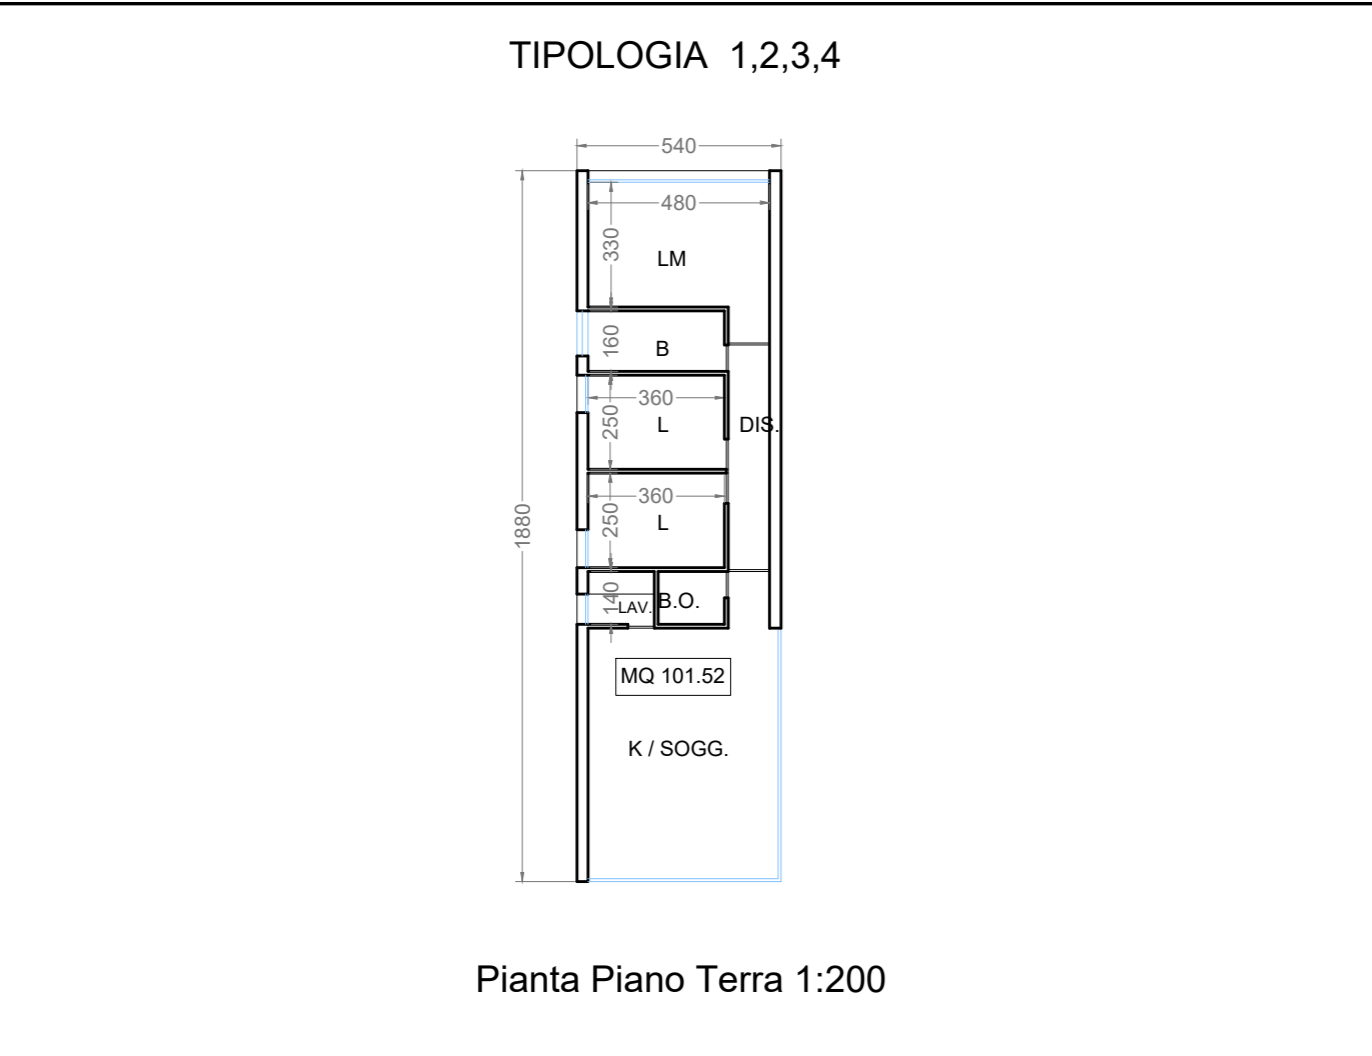 TIPOLOGIA 1,2,3,4
540
480
330
LM
160
B
360
250
L
DIS.
360
250
L
1880
140
LAV.
B.O.
MQ 101.52
K / SOGG.
Pianta Piano Terra 1:200